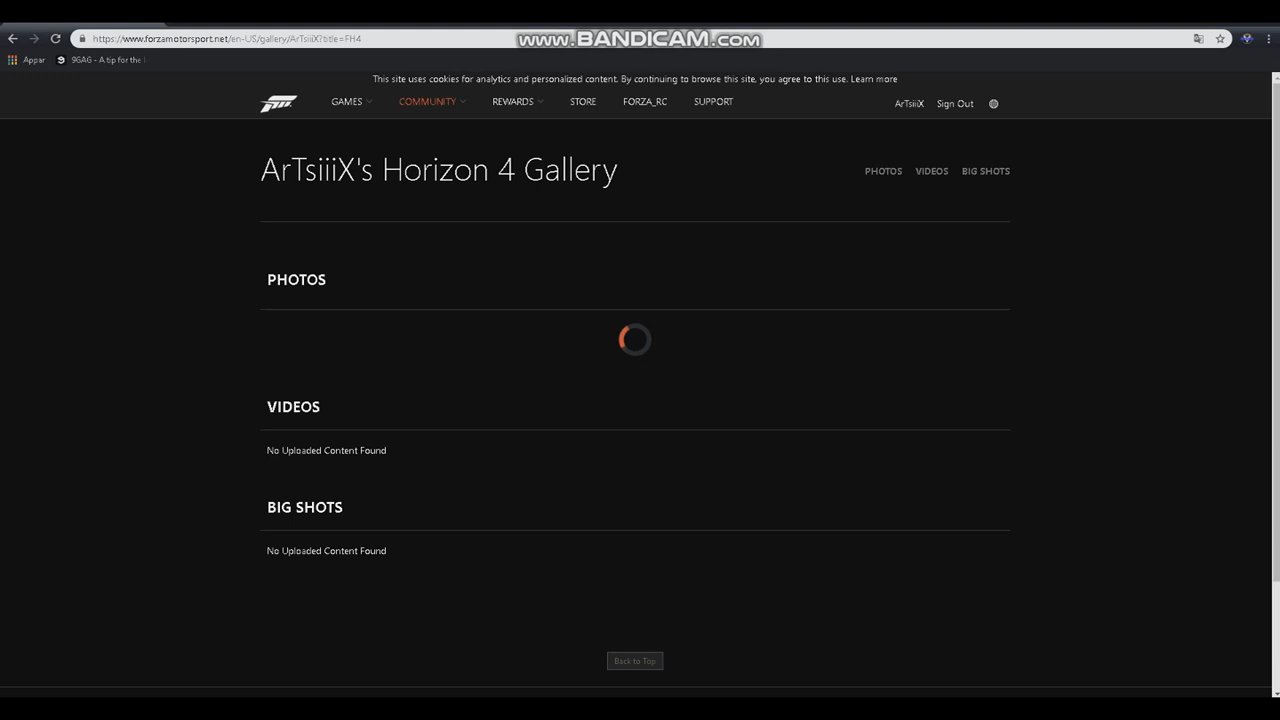 https://www.forzamotorsport.net/en-US/gallery/ArTsiiiX?title=FH4
www.BANDICAM.com
Appar
9GAG - A tip for the
This site uses cookies for analytics and personalized content. By continuing to browse this site, you agree to this use. Learn more
GAMES COMMUNITY REWARDS STORE FORZA_RC SUPPORT ArTsiiiX Sign Out
ArTsiiiX's Horizon 4 Gallery
PHOTOS VIDEOS BIG SHOTS
PHOTOS
VIDEOS
No Uploaded Content Found
BIG SHOTS
No Uploaded Content Found
Back to Top